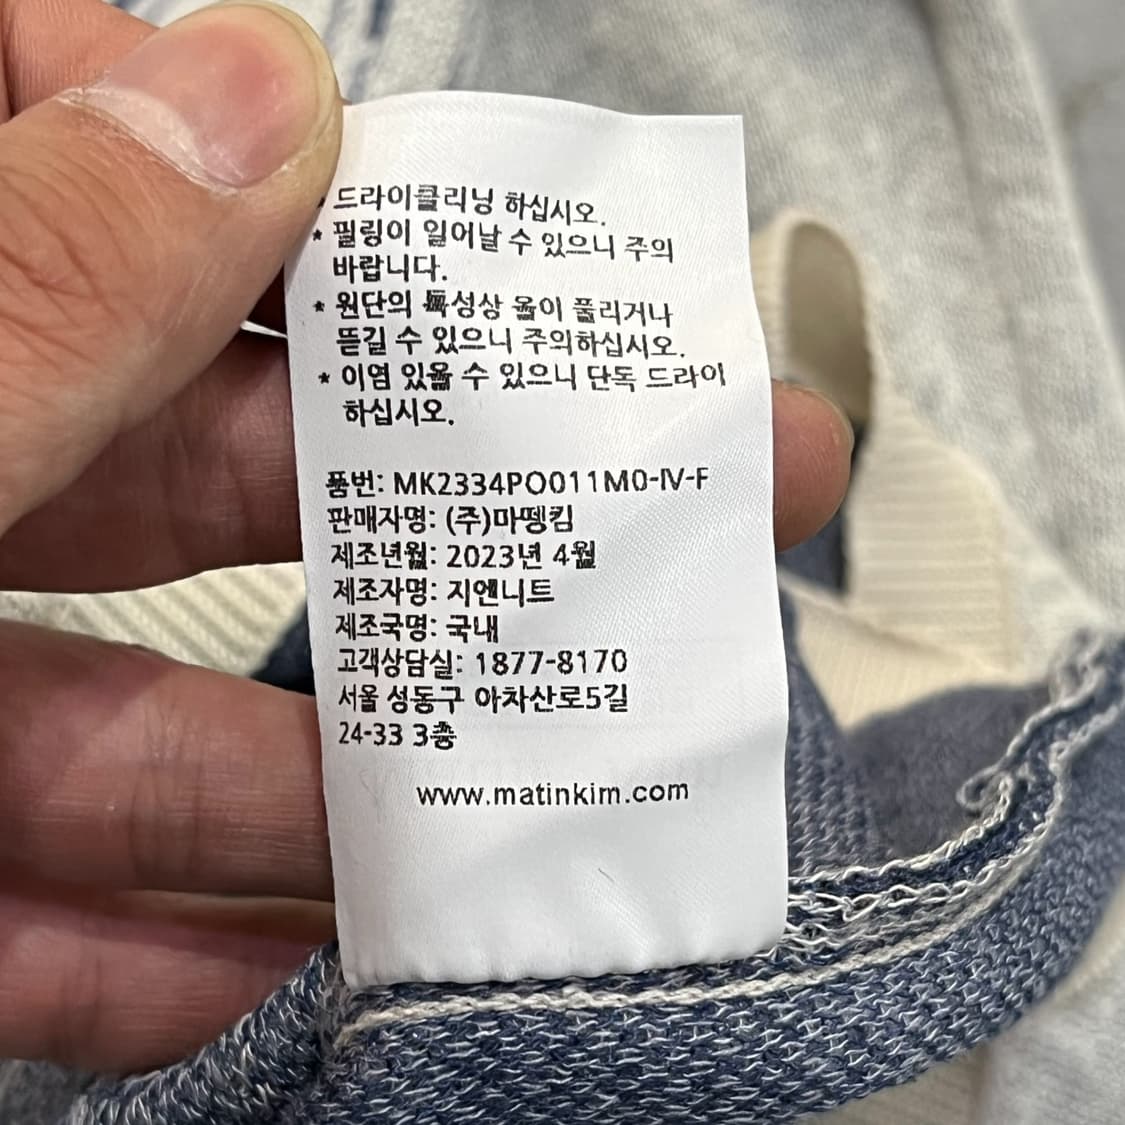 드라이클리닝 하십시오.
* 필링이 일어날 수 있으니 주의
바랍니다.
* 원단의 특성상 올이 풀리거나
뜯길 수 있으니 주의하십시오.
* 이염 있을 수 있으니 단독 드라이
하십시오.
품번: MK2334PO011M0-IV-F
판매자명: (주)마뗑킴
제조년월: 2023년 4월
제조자명: 지엔니트
제조국명: 국내
고객상담실: 1877-8170
서울 성동구 아차산로5길
24-33 3층
www.matinkim.com